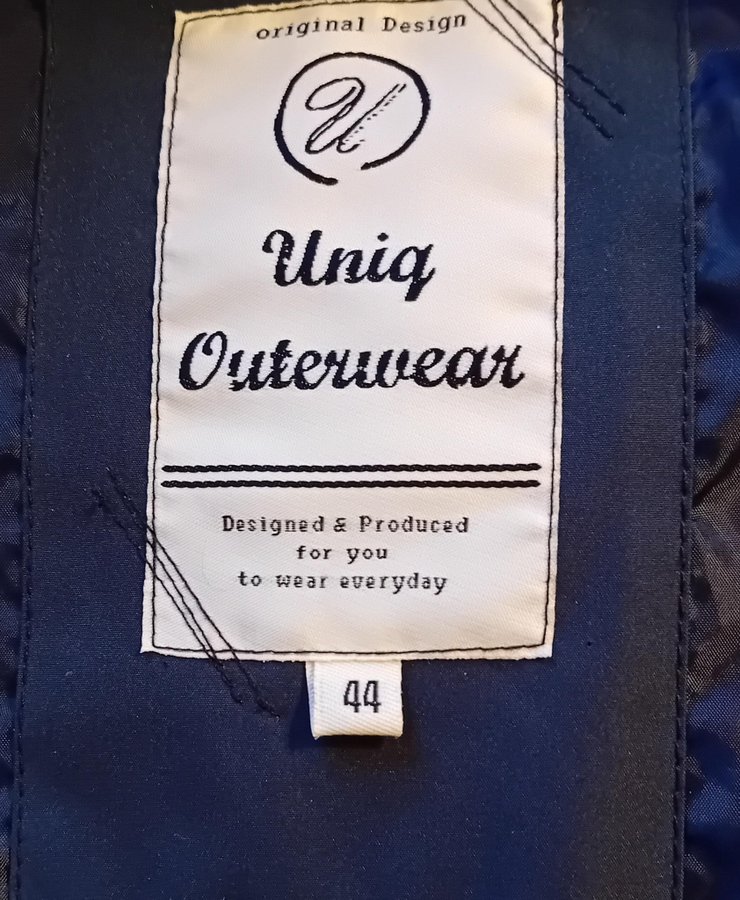 original Design
U
Uniq
Outerwear
Designed & Produced
for you
to wear everyday
44